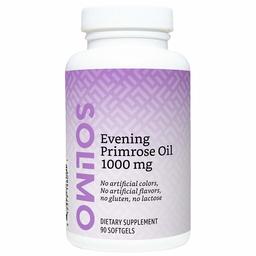 SOLIMO
Evening
Primrose Oil
1000 mg
No artificial colors,
No artificial flavors,
no gluten, no lactose
DIETARY SUPPLEMENT
90 SOFTGELS